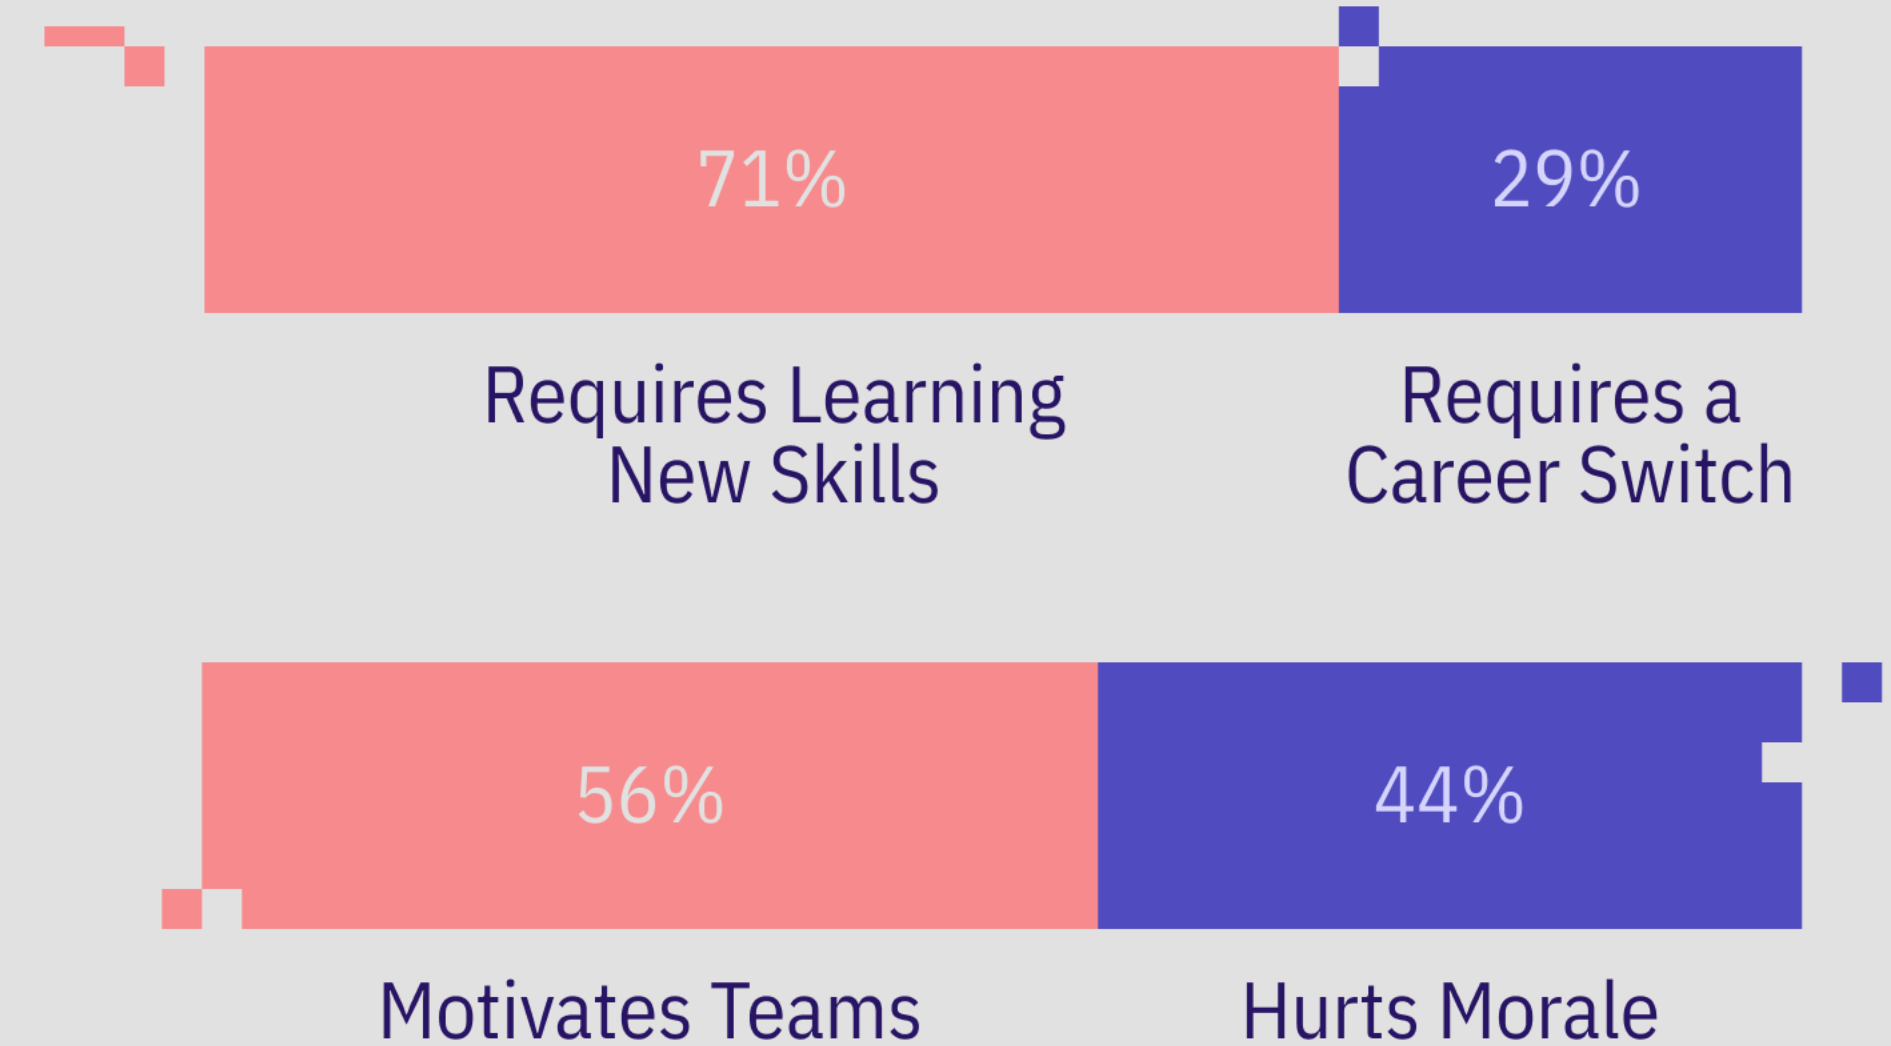 71%
29%
Requires Learning
New Skills
Requires a
Career Switch
56%
44%
Motivates Teams
Hurts Morale